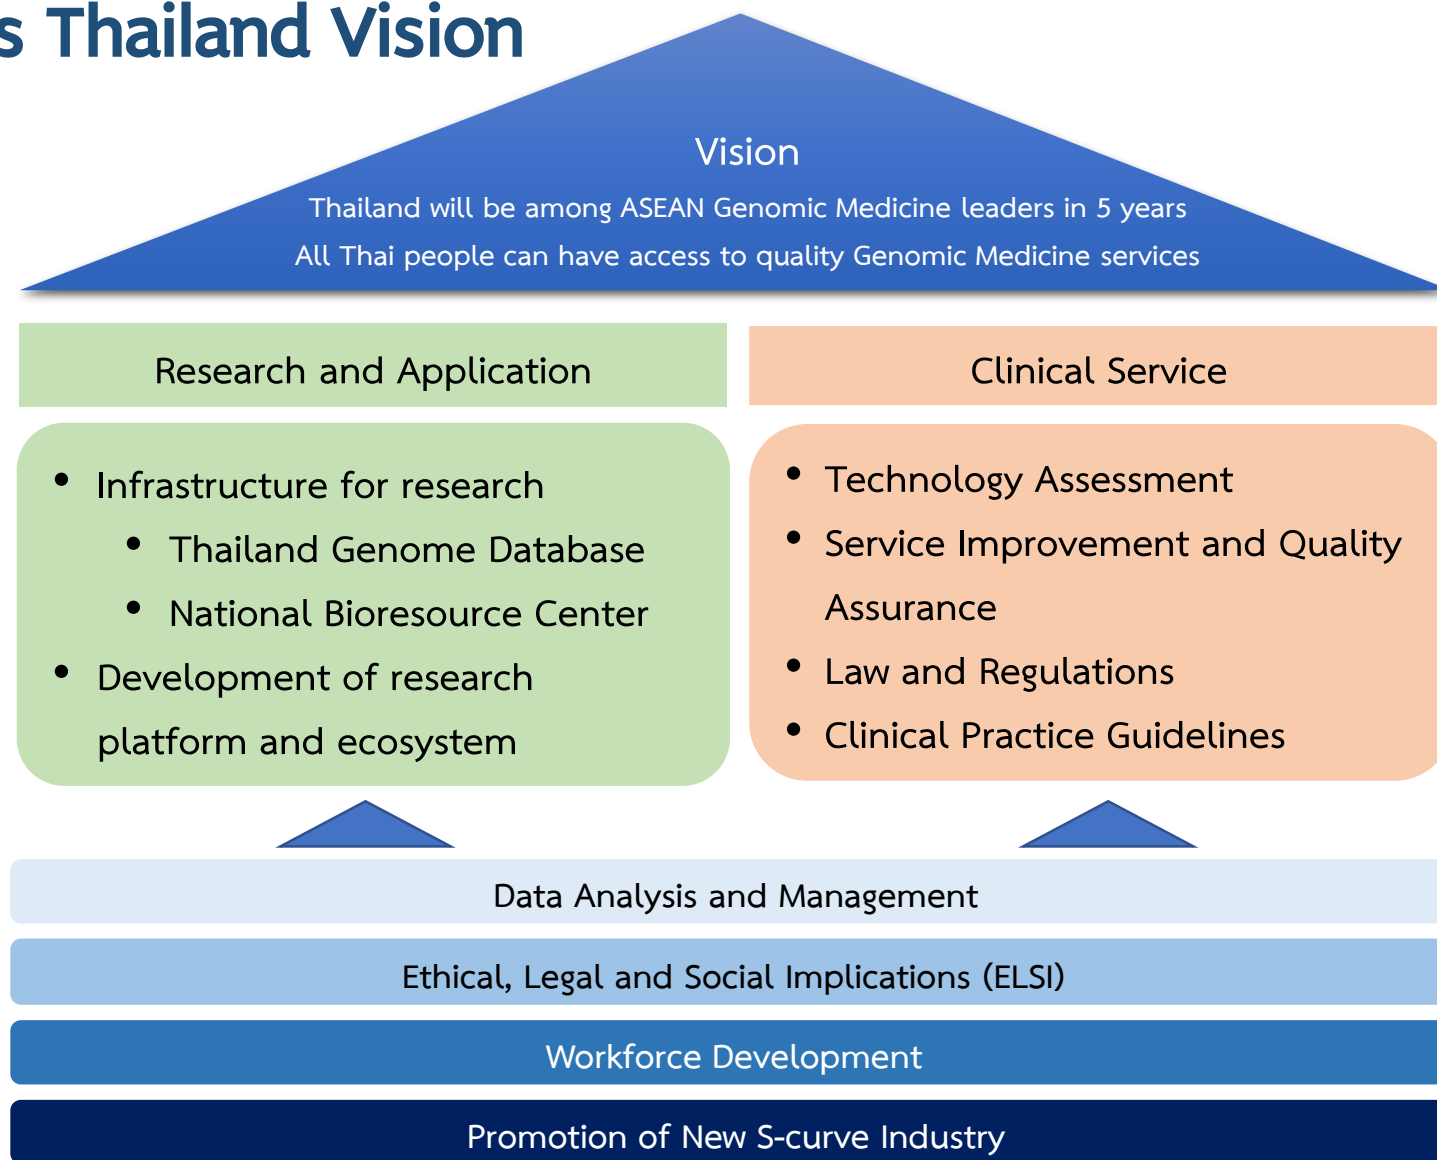 s Thailand Vision
Vision
Thailand will be among ASEAN Genomic Medicine leaders in 5 years
All Thai people can have access to quality Genomic Medicine services
Research and Application
• Infrastructure for research
• Thailand Genome Database
• National Bioresource Center
• Development of research
platform and ecosystem
Clinical Service
• Technology Assessment
• Service Improvement and Quality
Assurance
• Law and Regulations
• Clinical Practice Guidelines
Data Analysis and Management
Ethical, Legal and Social Implications (ELSI)
Workforce Development
Promotion of New S-curve Industry